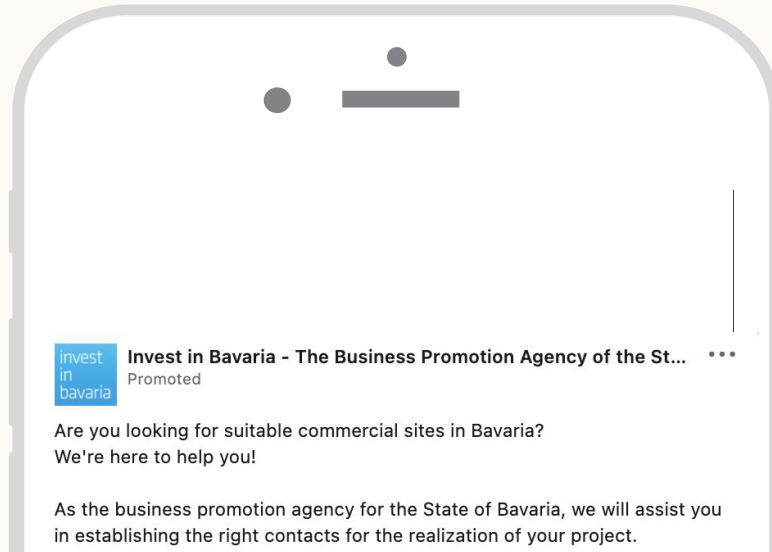 invest
in
bavaria
Invest in Bavaria - The Business Promotion Agency of the St...
Promoted
Are you looking for suitable commercial sites in Bavaria?
We're here to help you!
As the business promotion agency for the State of Bavaria, we will assist you
in establishing the right contacts for the realization of your project.